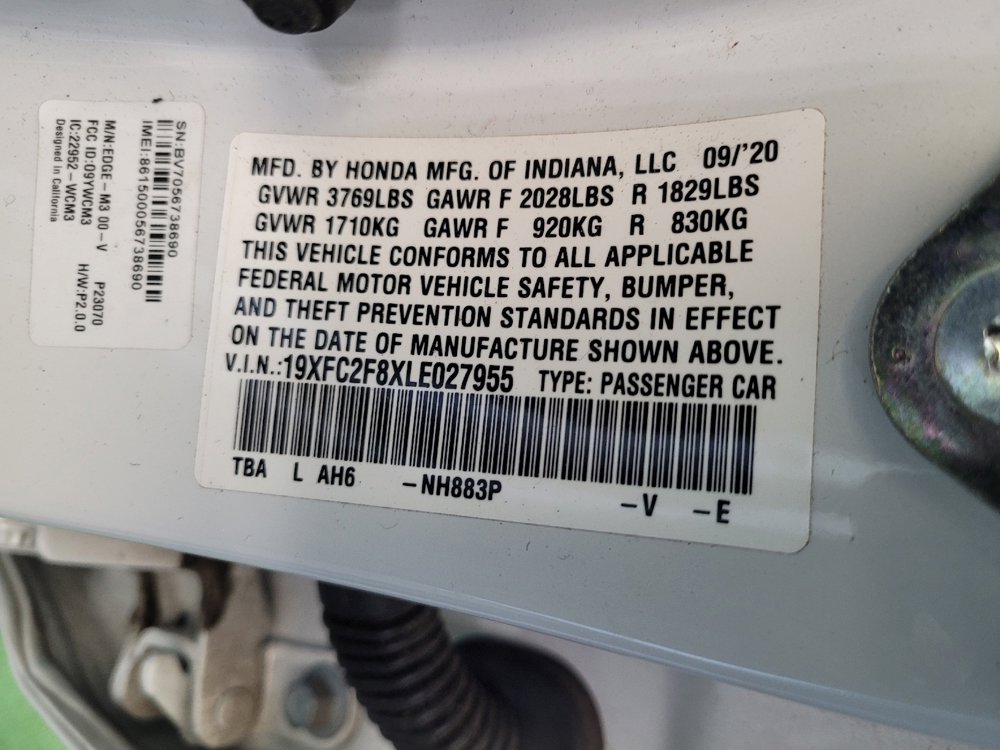 MFD. BY HONDA MFG. OF INDIANA, LLC 09/'20
GVWR 3769LBS GAWR F 2028LBS R 1829LBS
GVWR 1710KG GAWR F 920KG R 830KG
THIS VEHICLE CONFORMS TO ALL APPLICABLE
FEDERAL MOTOR VEHICLE SAFETY, BUMPER,
AND THEFT PREVENTION STANDARDS IN EFFECT
ON THE DATE OF MANUFACTURE SHOWN ABOVE.
V.I.N.:19XFC2F8XLE027955 TYPE: PASSENGER CAR
TBA L AH6 -NH883P -V -E
SN:BV7056738690
IMEI:861500056738690
M/N:EDGE-M3 00-V P23070
FCC ID:09YWCM3 H/W:P2.0.0
IC:22952-WCM3
Designed in California